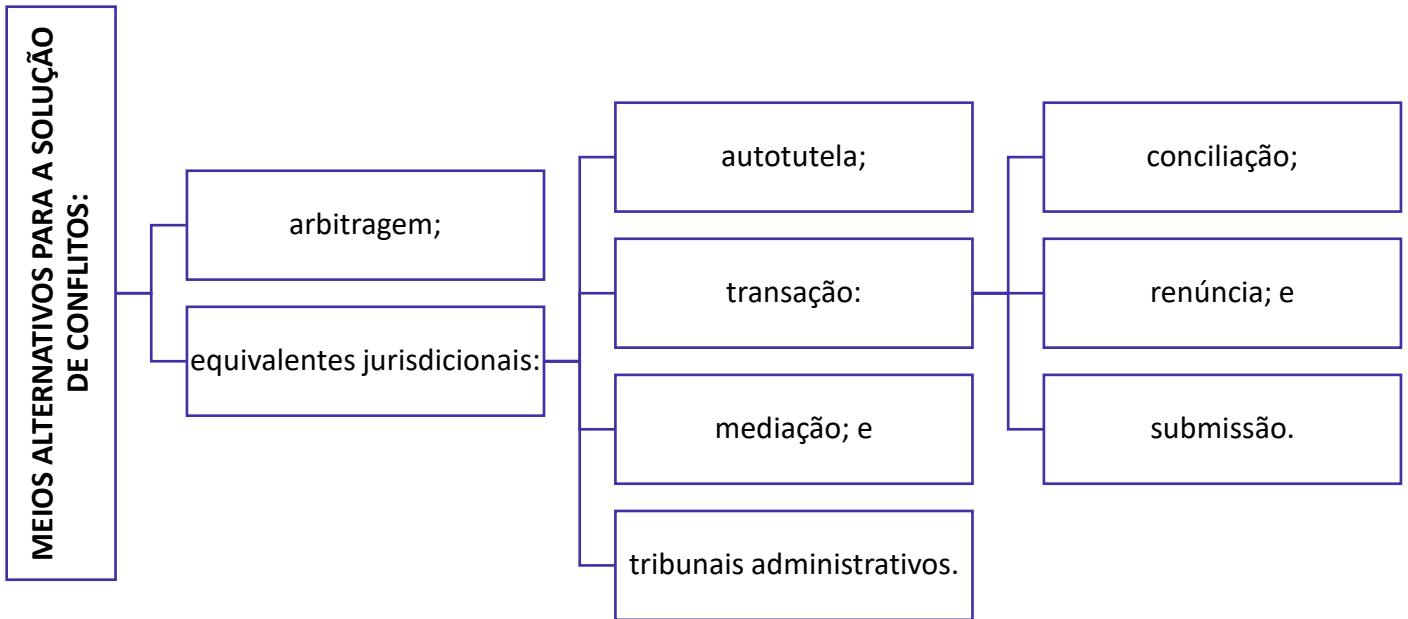 MEIOS ALTERNATIVOS PARA A SOLUÇÃO
DE CONFLITOS:
arbitragem;
equivalentes jurisdicionais:
autotutela;
transação:
mediação; e
tribunais administrativos.
conciliação;
renúncia; e
submissão.